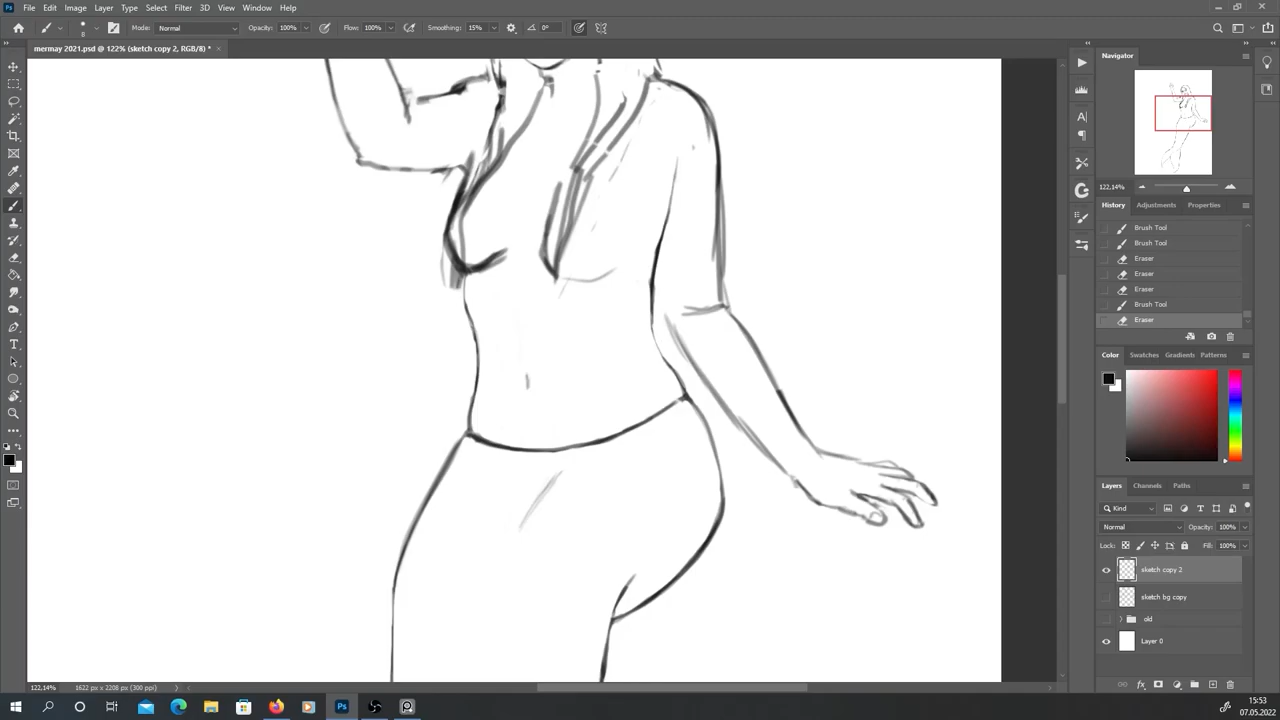 Ps File Edit Image Layer Type Select Filter 3D View Window Help
8 Mode: Normal Opacity: 100% Flow: 100% Smoothing: 15% 0°
mermay 2021.psd @ 122% (sketch copy 2, RGB/8) * ×
Navigator
122,14%
History Adjustments Properties
Brush Tool
Brush Tool
Eraser
Eraser
Eraser
Brush Tool
Eraser
Color Swatches Gradients Patterns
Layers Channels Paths
Kind
Normal Opacity: 100%
Lock: Fill: 100%
sketch copy 2
sketch bg copy
old
Layer 0
122,14% 1622 px x 2208 px (300 ppi)
Ps
15:53
07.05.2022